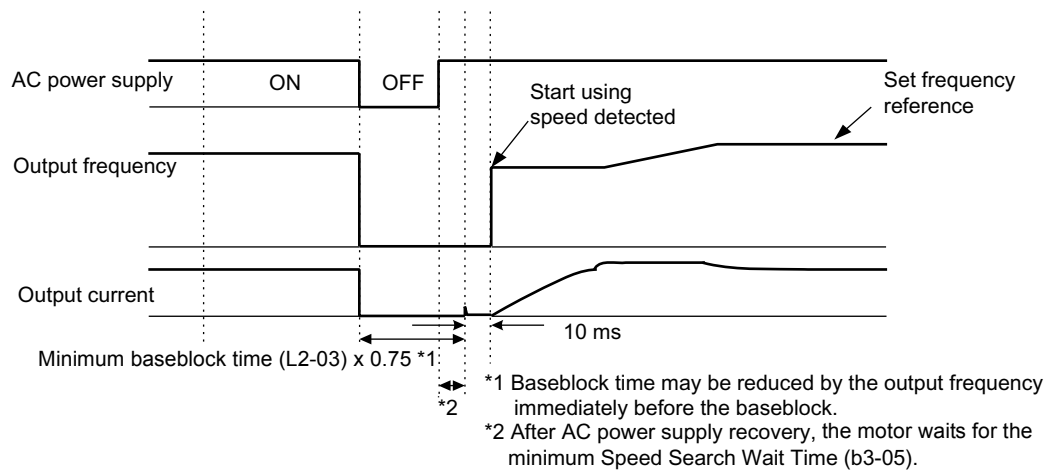 AC power supply
ON
OFF
Start using
speed detected
Set frequency
reference
Output frequency
Output current
10 ms
Minimum baseblock time (L2-03) x 0.75 *1
*2
*1 Baseblock time may be reduced by the output frequency
immediately before the baseblock.
*2 After AC power supply recovery, the motor waits for the
minimum Speed Search Wait Time (b3-05).